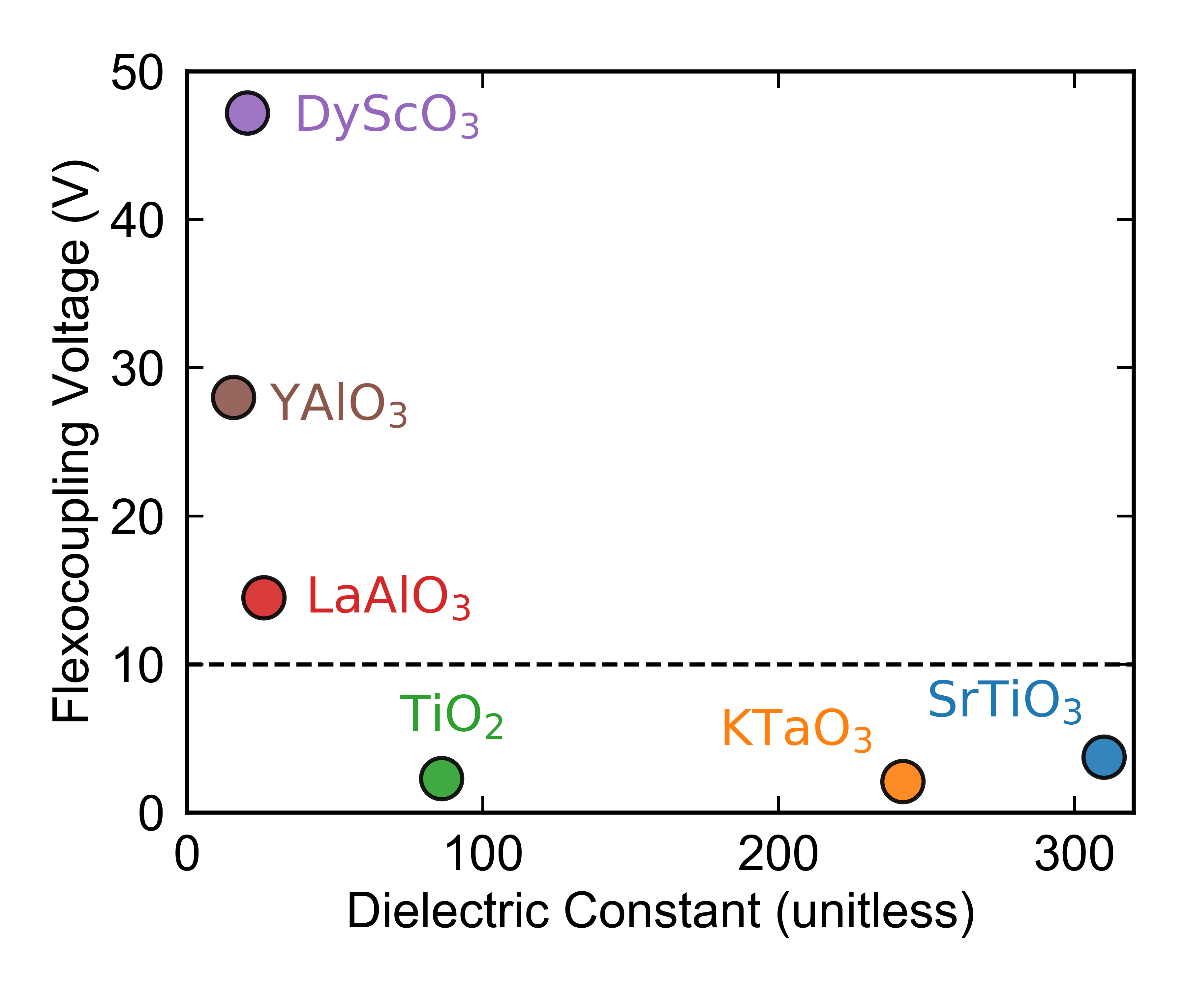 50
DyScO₃
40
30
YAlO₃
20
LaAlO₃
10
TiO₂
KTaO₃
SrTiO₃
0
0 100 200 300
Dielectric Constant (unitless)
Flexocoupling Voltage (V)